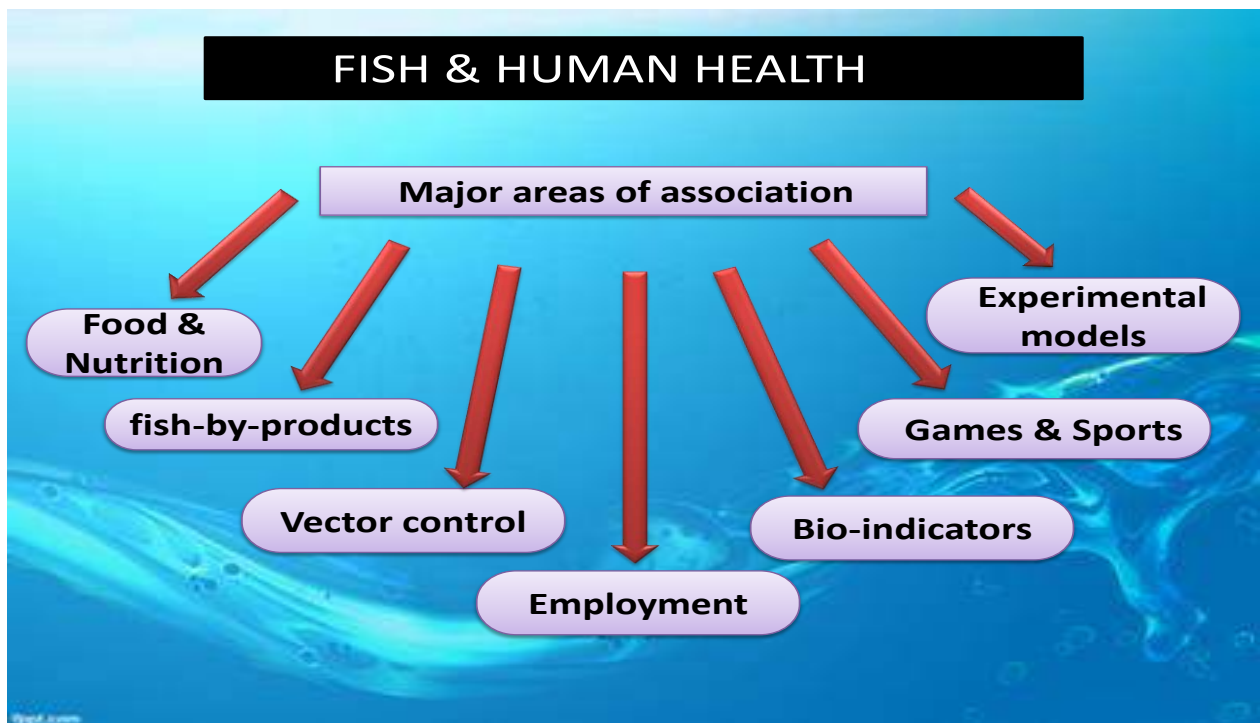 FISH & HUMAN HEALTH
Major areas of association
Food &
Nutrition
fish-by-products
Vector control
Employment
Bio-indicators
Games & Sports
Experimental
models